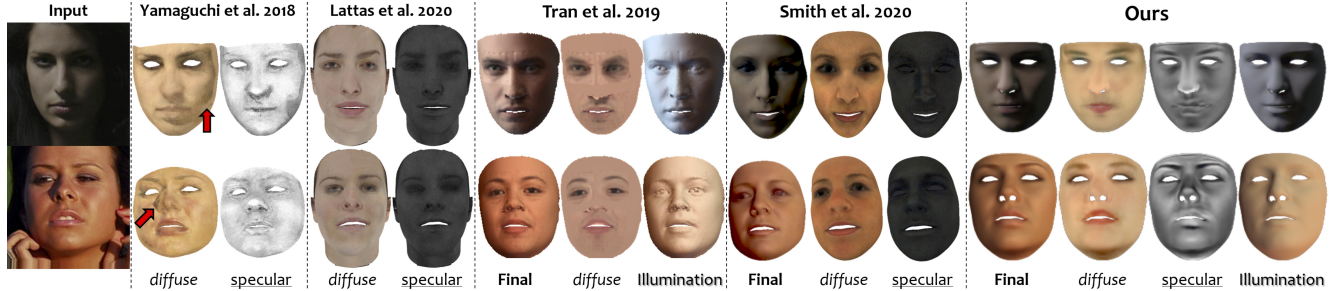 Input Yamaguchi et al. 2018 Lattas et al. 2020 Tran et al. 2019 Smith et al. 2020 Ours
diffuse specular diffuse specular Final diffuse Illumination Final diffuse specular Final diffuse specular Illumination